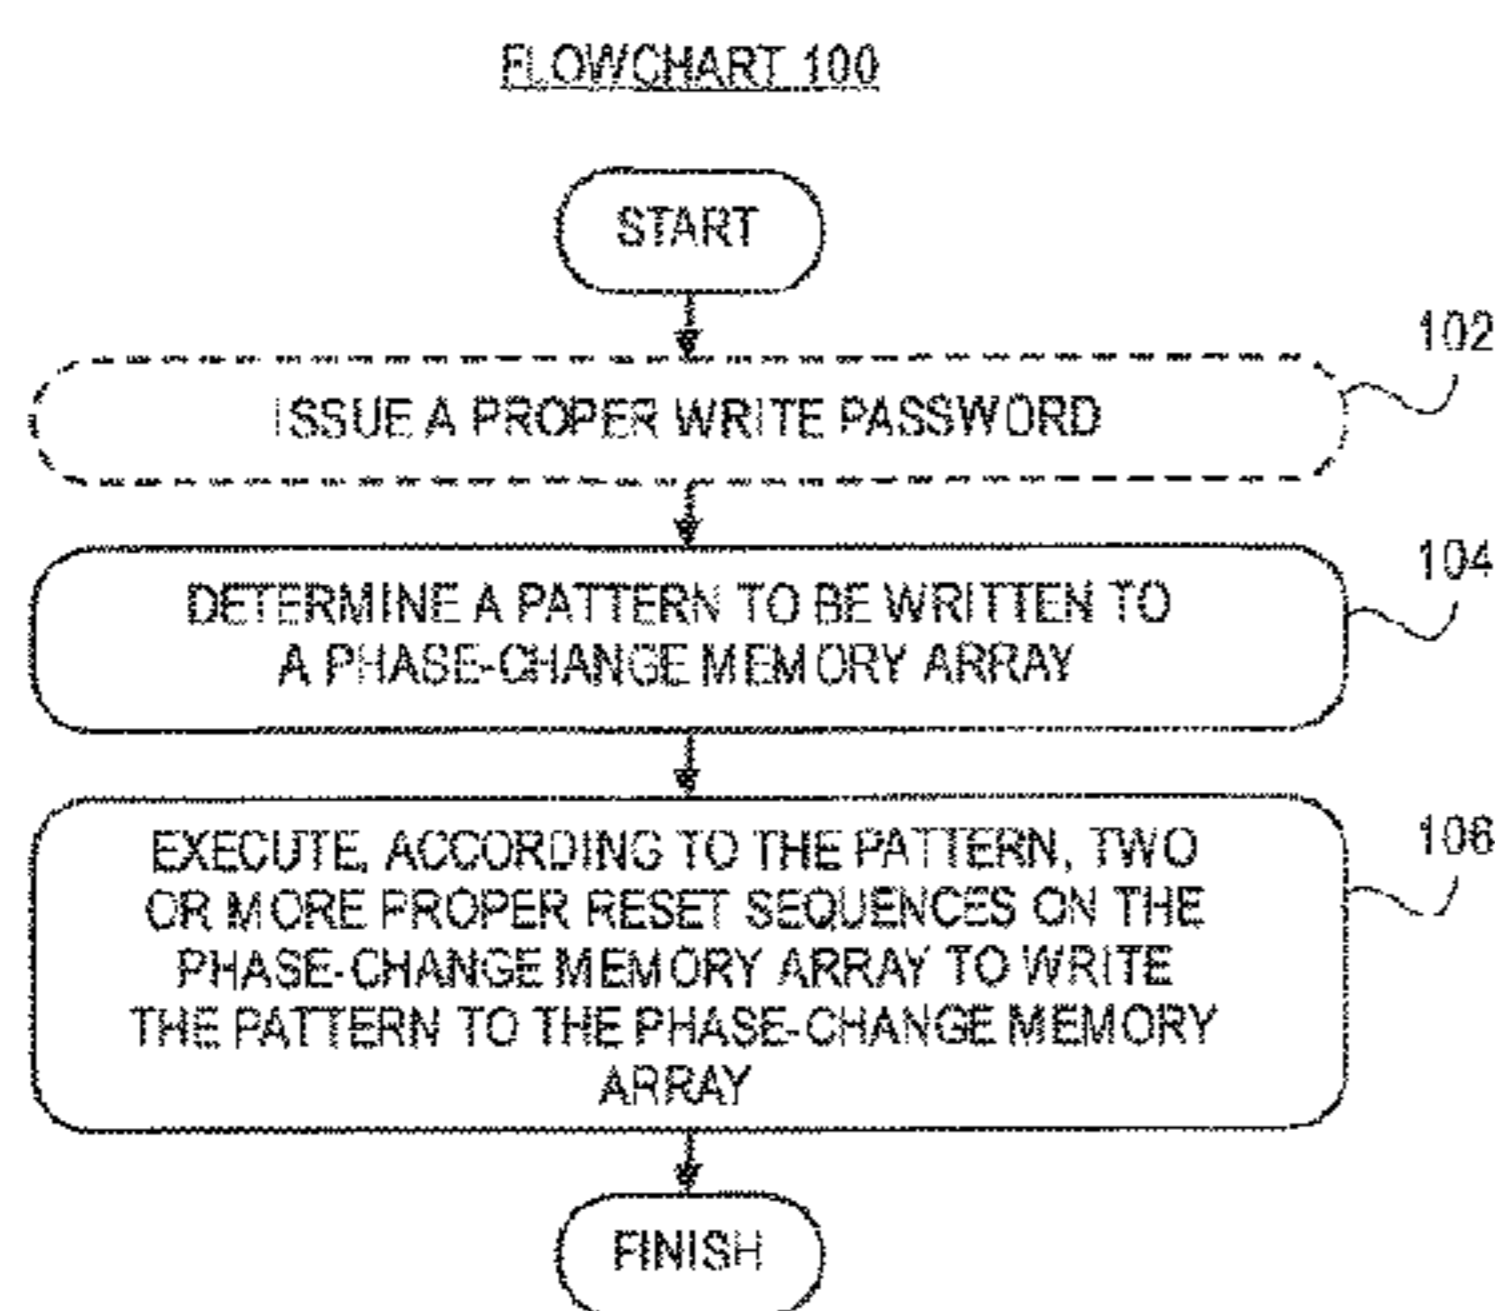 FLOWCHART 100
START
102
ISSUE A PROPER WRITE PASSWORD
104
DETERMINE A PATTERN TO BE WRITTEN TO
A PHASE-CHANGE MEMORY ARRAY
106
EXECUTE, ACCORDING TO THE PATTERN, TWO
OR MORE PROPER RESET SEQUENCES ON THE
PHASE-CHANGE MEMORY ARRAY TO WRITE
THE PATTERN TO THE PHASE-CHANGE MEMORY
ARRAY
FINISH